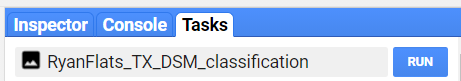 Inspector Console Tasks
RyanFlats_TX_DSM_classification RUN